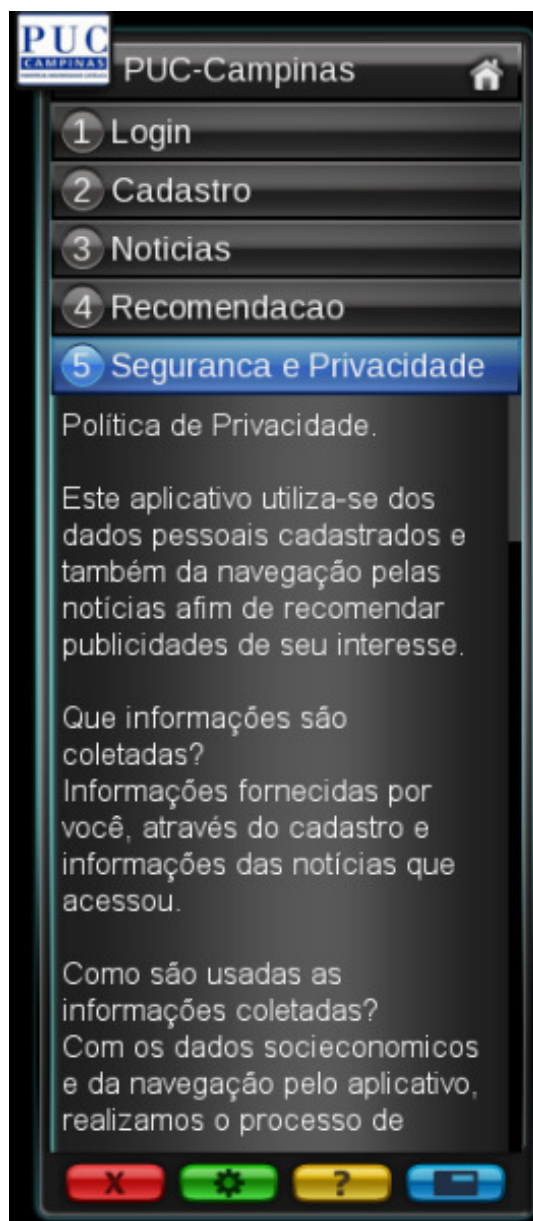 PUC
CAMPINAS
PUC-Campinas
1 Login
2 Cadastro
3 Noticias
4 Recomendacao
5 Seguranca e Privacidade
Política de Privacidade.
Este aplicativo utiliza-se dos
dados pessoais cadastrados e
também da navegação pelas
notícias afim de recomendar
publicidades de seu interesse.
Que informações são
coletadas?
Informações fornecidas por
você, através do cadastro e
informações das notícias que
acessou.
Como são usadas as
informações coletadas?
Com os dados socieconomicos
e da navegação pelo aplicativo,
realizamos o processo de
X ?